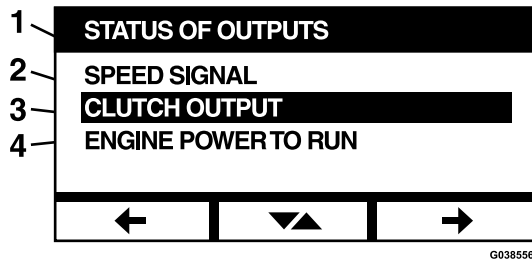 1 STATUS OF OUTPUTS
2 SPEED SIGNAL
3 CLUTCH OUTPUT
4 ENGINE POWER TO RUN
G038556